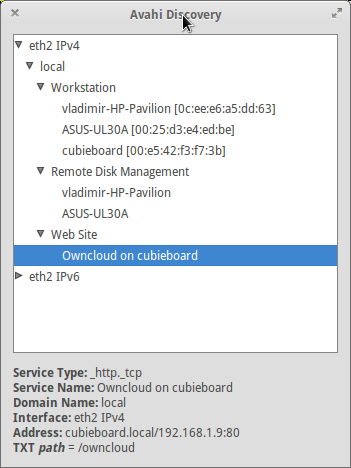 Avahi Discovery
eth2 IPv4
local
Workstation
vladimir-HP-Pavilion [0c:ee:e6:a5:dd:63]
ASUS-UL30A [00:25:d3:e4:ed:be]
cubieboard [00:e5:42:f3:f7:3b]
Remote Disk Management
vladimir-HP-Pavilion
ASUS-UL30A
Web Site
Owncloud on cubieboard
eth2 IPv6
Service Type: _http._tcp
Service Name: Owncloud on cubieboard
Domain Name: local
Interface: eth2 IPv4
Address: cubieboard.local/192.168.1.9:80
TXT path = /owncloud